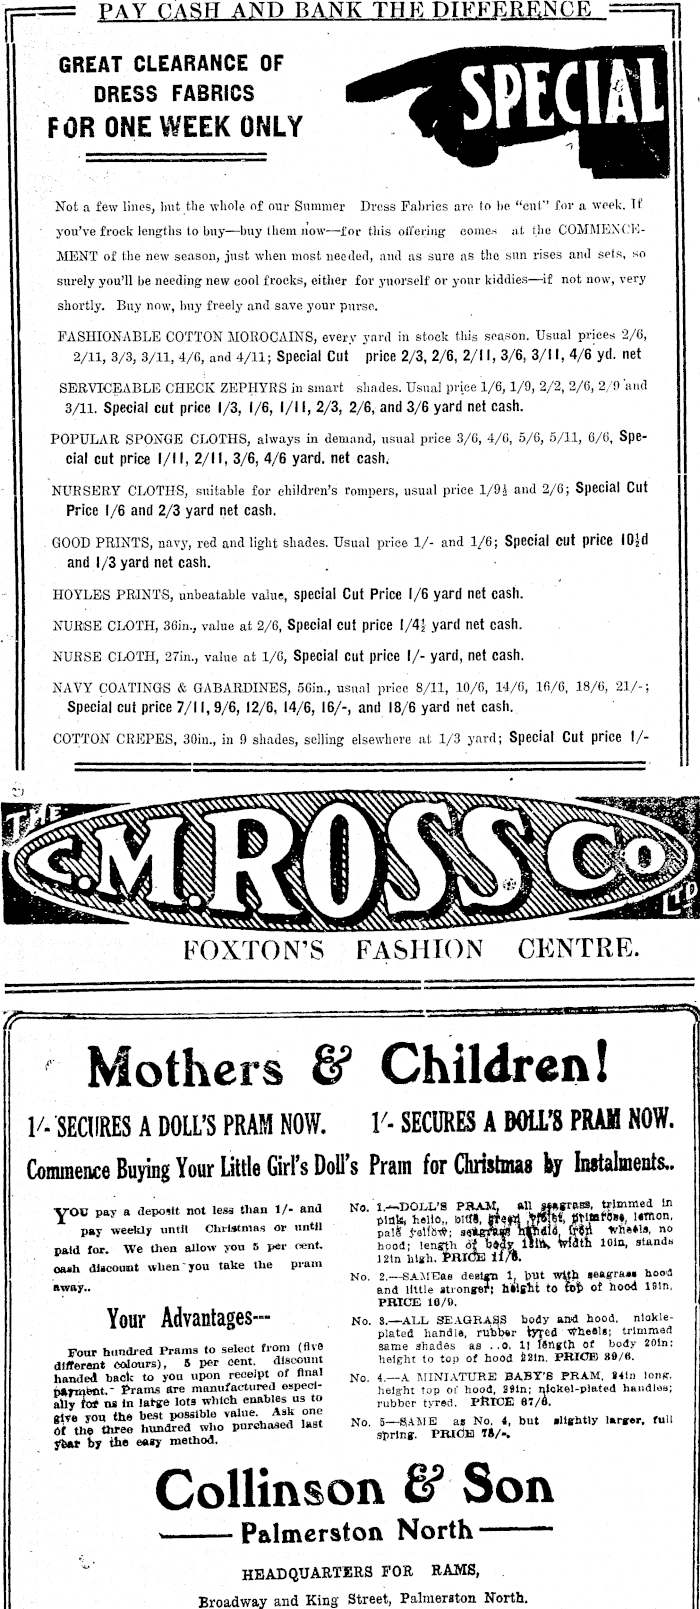 PAY CASH AND BANK THE DIFFERENCE
GREAT CLEARANCE OF
DRESS FABRICS
FOR ONE WEEK ONLY
SPECIAL
Not a few lines, but the whole of our Summer Dress Fabrics are to be "cut" for a week. If
you've frock lengths to buy—buy them now—for this offering comes at the COMMENCE-
MENT of the new season, just when most needed, and as sure as the sun rises and sets, so
surely you'll be needing new cool frocks, either for yuorself or your kiddies—if not now, very
shortly. Buy now, buy freely and save your purse.
FASHIONABLE COTTON MOROCAINS, every yard in stock this season. Usual prices 2/6,
2/11, 3/3, 3/11, 4/6, and 4/11; Special Cut price 2/3, 2/6, 2/11, 3/6, 3/11, 4/6 yd. net
SERVICEABLE CHECK ZEPHYRS in smart shades. Usual price 1/6, 1/9, 2/2, 2/6, 2/9 and
3/11. Special cut price 1/3, 1/6, 1/11, 2/3, 2/6, and 3/6 yard net cash.
POPULAR SPONGE CLOTHS, always in demand, usual price 3/6, 4/6, 5/6, 5/11, 6/6, Spe-
cial cut price 1/11, 2/11, 3/6, 4/6 yard. net cash.
NURSERY CLOTHS, suitable for children's rompers, usual price 1/9½ and 2/6; Special Cut
Price 1/6 and 2/3 yard net cash.
GOOD PRINTS, navy, red and light shades. Usual price 1/- and 1/6; Special cut price 10½d
and 1/3 yard net cash.
HOYLES PRINTS, unbeatable value, special Cut Price 1/6 yard net cash.
NURSE CLOTH, 36in., value at 2/6, Special cut price 1/4½ yard net cash.
NURSE CLOTH, 27in., value at 1/6, Special cut price 1/- yard, net cash.
NAVY COATINGS & GABARDINES, 56in., usual price 8/11, 10/6, 14/6, 16/6, 18/6, 21/-;
Special cut price 7/11, 9/6, 12/6, 14/6, 16/-, and 18/6 yard net cash.
COTTON CREPES, 30in., in 9 shades, selling elsewhere at 1/3 yard; Special Cut price 1/-
THE C.M. ROSS Co LTD
FOXTON'S FASHION CENTRE.
Mothers & Children!
1/- SECURES A DOLL'S PRAM NOW. 1/- SECURES A DOLL'S PRAM NOW.
Commence Buying Your Little Girl's Doll's Pram for Christmas by Instalments..
YOU pay a deposit not less than 1/- and
pay weekly until Christmas or until
paid for. We then allow you 5 per cent.
cash discount when you take the pram
away..
Your Advantages---
Four hundred Prams to select from (five
different colours), 5 per cent. discount
handed back to you upon receipt of final
payment.- Prams are manufactured especi-
ally for us in large lots which enables us to
give you the best possible value. Ask one
of the three hundred who purchased last
year by the easy method.
No. 1.—DOLL'S PRAM, all seagrass, trimmed in
pink, hello., green violet, primrose, lemon,
pale yellow; seagrass handle, iron wheels, no
hood; length of body 18in, width 10in, stands
12in high. PRICE 11/6.
No. 2.—SAMEas design 1, but with seagrass hood
and little stronger; height to top of hood 19in.
PRICE 16/9.
No. 3.—ALL SEAGRASS body and hood, nickle-
plated handle, rubber tyred wheels; trimmed
same shades as length of body 20in;
height to top of hood 22in. PRICE 39/6.
No. 4.—A MINIATURE BABY'S PRAM, 24in long,
height top of hood, 29in; nickel-plated handles;
rubber tyred. PRICE 67/6.
No. 5—SAME as No. 4, but slightly larger, full
spring. PRICE 78/-.
Collinson & Son
Palmerston North
HEADQUARTERS FOR RAMS,
Broadway and King Street, Palmerston North.